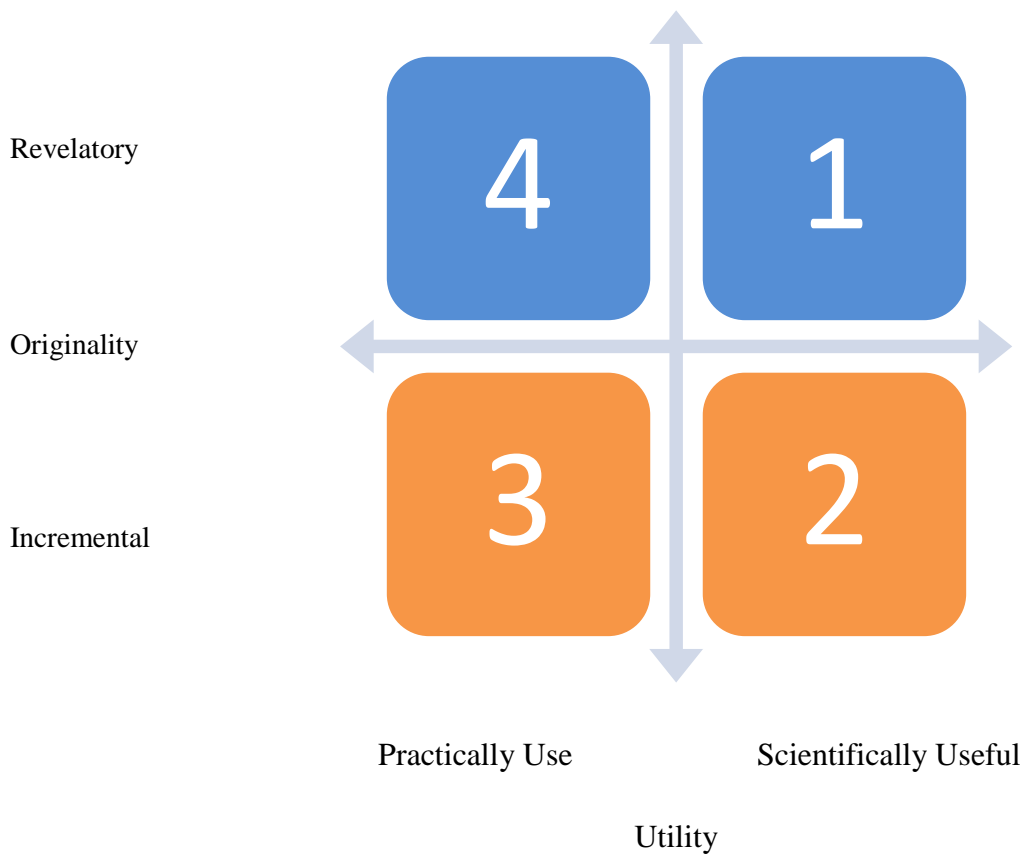 Revelatory
4 1
Originality
3 2
Incremental
Practically Use Scientifically Useful
Utility